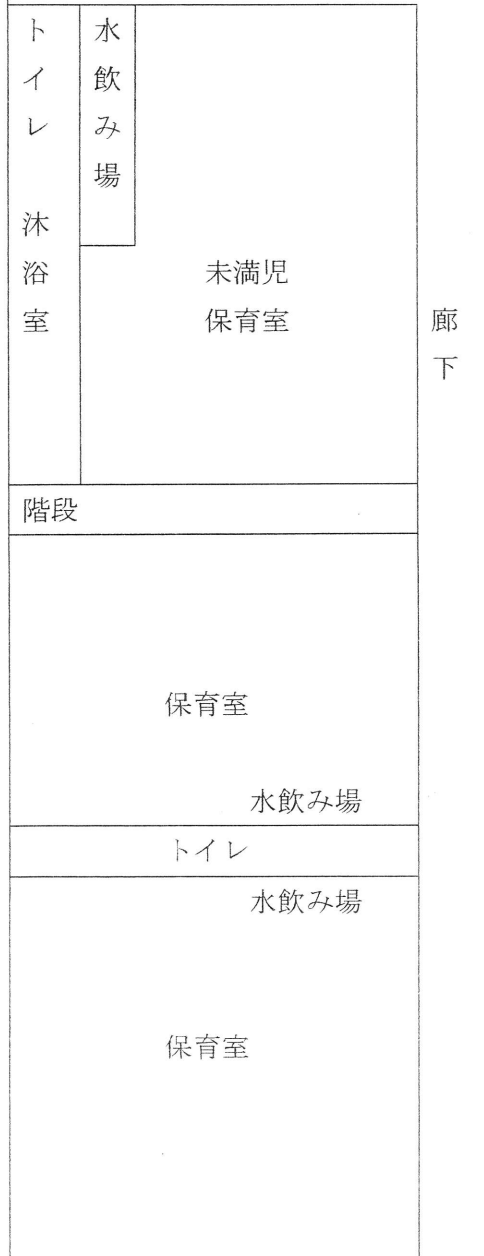 トイレ　沐浴室
水飲み場
未満児
保育室
廊下
階段
保育室
水飲み場
トイレ
水飲み場
保育室